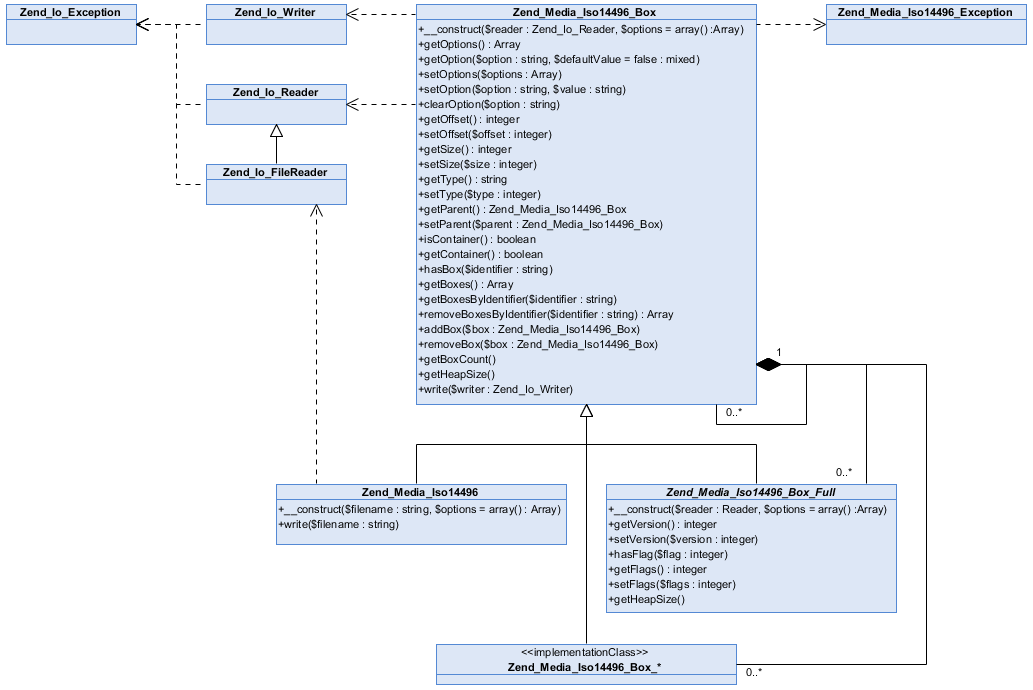 Zend_Io_Exception
Zend_Io_Writer
Zend_Media_Iso14496_Box
Zend_Media_Iso14496_Exception
+__construct($reader : Zend_Io_Reader, $options = array() :Array)
+getOptions() : Array
+getOption($option : string, $defaultValue = false : mixed)
+setOptions($options : Array)
+setOption($option : string, $value : string)
+clearOption($option : string)
+getOffset() : integer
+setOffset($offset : integer)
+getSize() : integer
+setSize($size : integer)
+getType() : string
+setType($type : integer)
+getParent() : Zend_Media_Iso14496_Box
+setParent($parent : Zend_Media_Iso14496_Box)
+isContainer() : boolean
+getContainer() : boolean
+hasBox($identifier : string)
+getBoxes() : Array
+getBoxesByIdentifier($identifier : string)
+removeBoxesByIdentifier($identifier : string) : Array
+addBox($box : Zend_Media_Iso14496_Box)
+removeBox($box : Zend_Media_Iso14496_Box)
+getBoxCount()
+getHeapSize()
+write($writer : Zend_Io_Writer)
Zend_Io_Reader
Zend_Io_FileReader
1
0..*
0..*
Zend_Media_Iso14496
+__construct($filename : string, $options = array() : Array)
+write($filename : string)
Zend_Media_Iso14496_Box_Full
+__construct($reader : Reader, $options = array() :Array)
+getVersion() : integer
+setVersion($version : integer)
+hasFlag($flag : integer)
+getFlags() : integer
+setFlags($flags : integer)
+getHeapSize()
<<implementationClass>>
Zend_Media_Iso14496_Box_*
0..*